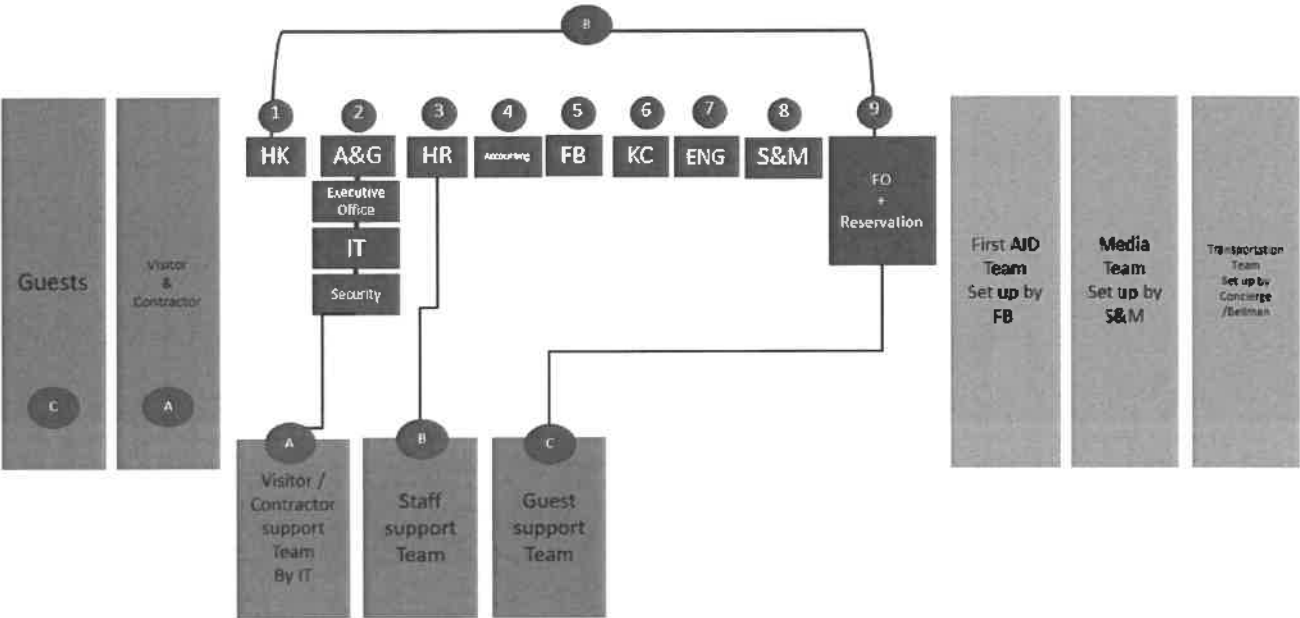 B
1
2
3
4
5
6
7
8
9
HK
A&G
HR
Accounting
FB
KC
ENG
S&M
FO
+
Reservation
Executive
Office
IT
Security
Guests
C
Visitor
&
Contractor
A
First AID
Team
Set up by
FB
Media
Team
Set up by
S&M
Transportation
Team
Set up by
Concierge
/Bellman
A
Visitor /
Contractor
support
Team
By IT
B
Staff
support
Team
C
Guest
support
Team